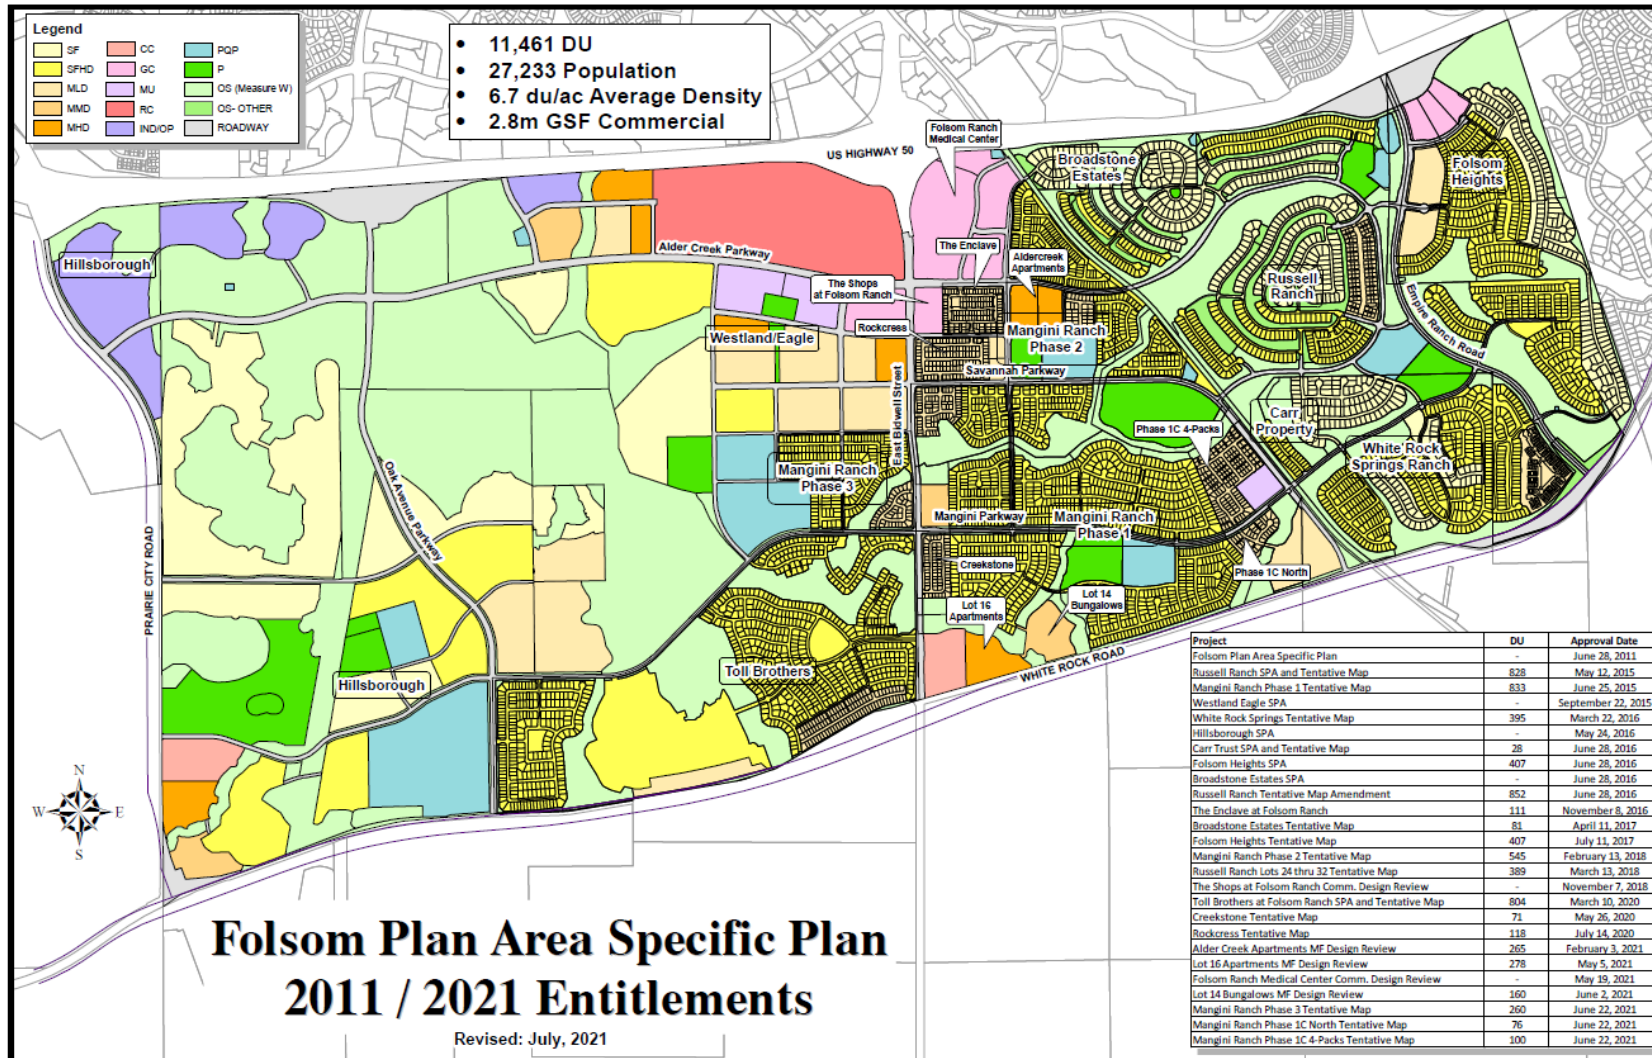 Legend
SF
SFHD
MLD
MMD
MHD
CC
GC
MU
RC
IND/OP
PQP
P
OS (Measure W)
OS- OTHER
ROADWAY
• 11,461 DU
• 27,233 Population
• 6.7 du/ac Average Density
• 2.8m GSF Commercial
US HIGHWAY 50
Folsom Ranch
Medical Center
Broadstone
Estates
Folsom
Heights
Hillsborough
Alder Creek Parkway
The Enclave
Aldercreek
Apartments
The Shops
at Folsom Ranch
Russell
Ranch
Empire Ranch Road
Rockcress
Mangini Ranch
Phase 2
Westland/Eagle
Savannah Parkway
East Bidwell Street
Carr
Property
Phase 1C 4-Packs
White Rock
Springs Ranch
Mangini Ranch
Phase 3
Oak Avenue Parkway
Mangini Parkway
Mangini Ranch
Phase 1
PRAIRIE CITY ROAD
Creekstone
Phase 1C North
Lot 16
Apartments
Lot 14
Bungalows
Toll Brothers
Hillsborough
WHITE ROCK ROAD
N
W E
S
Project DU Approval Date
Folsom Plan Area Specific Plan - June 28, 2011
Russell Ranch SPA and Tentative Map 828 May 12, 2015
Mangini Ranch Phase 1 Tentative Map 833 June 25, 2015
Westland Eagle SPA - September 22, 2015
White Rock Springs Tentative Map 395 March 22, 2016
Hillsborough SPA - May 24, 2016
Carr Trust SPA and Tentative Map 28 June 28, 2016
Folsom Heights SPA 407 June 28, 2016
Broadstone Estates SPA - June 28, 2016
Russell Ranch Tentative Map Amendment 852 June 28, 2016
The Enclave at Folsom Ranch 111 November 8, 2016
Broadstone Estates Tentative Map 81 April 11, 2017
Folsom Heights Tentative Map 407 July 11, 2017
Mangini Ranch Phase 2 Tentative Map 545 February 13, 2018
Russell Ranch Lots 24 thru 32 Tentative Map 389 March 13, 2018
The Shops at Folsom Ranch Comm. Design Review - November 7, 2018
Toll Brothers at Folsom Ranch SPA and Tentative Map 804 March 10, 2020
Creekstone Tentative Map 71 May 26, 2020
Rockcress Tentative Map 118 July 14, 2020
Alder Creek Apartments MF Design Review 265 February 3, 2021
Lot 16 Apartments MF Design Review 278 May 5, 2021
Folsom Ranch Medical Center Comm. Design Review - May 19, 2021
Lot 14 Bungalows MF Design Review 160 June 2, 2021
Mangini Ranch Phase 3 Tentative Map 260 June 22, 2021
Mangini Ranch Phase 1C North Tentative Map 76 June 22, 2021
Mangini Ranch Phase 1C 4-Packs Tentative Map 100 June 22, 2021
Folsom Plan Area Specific Plan
2011 / 2021 Entitlements
Revised: July, 2021